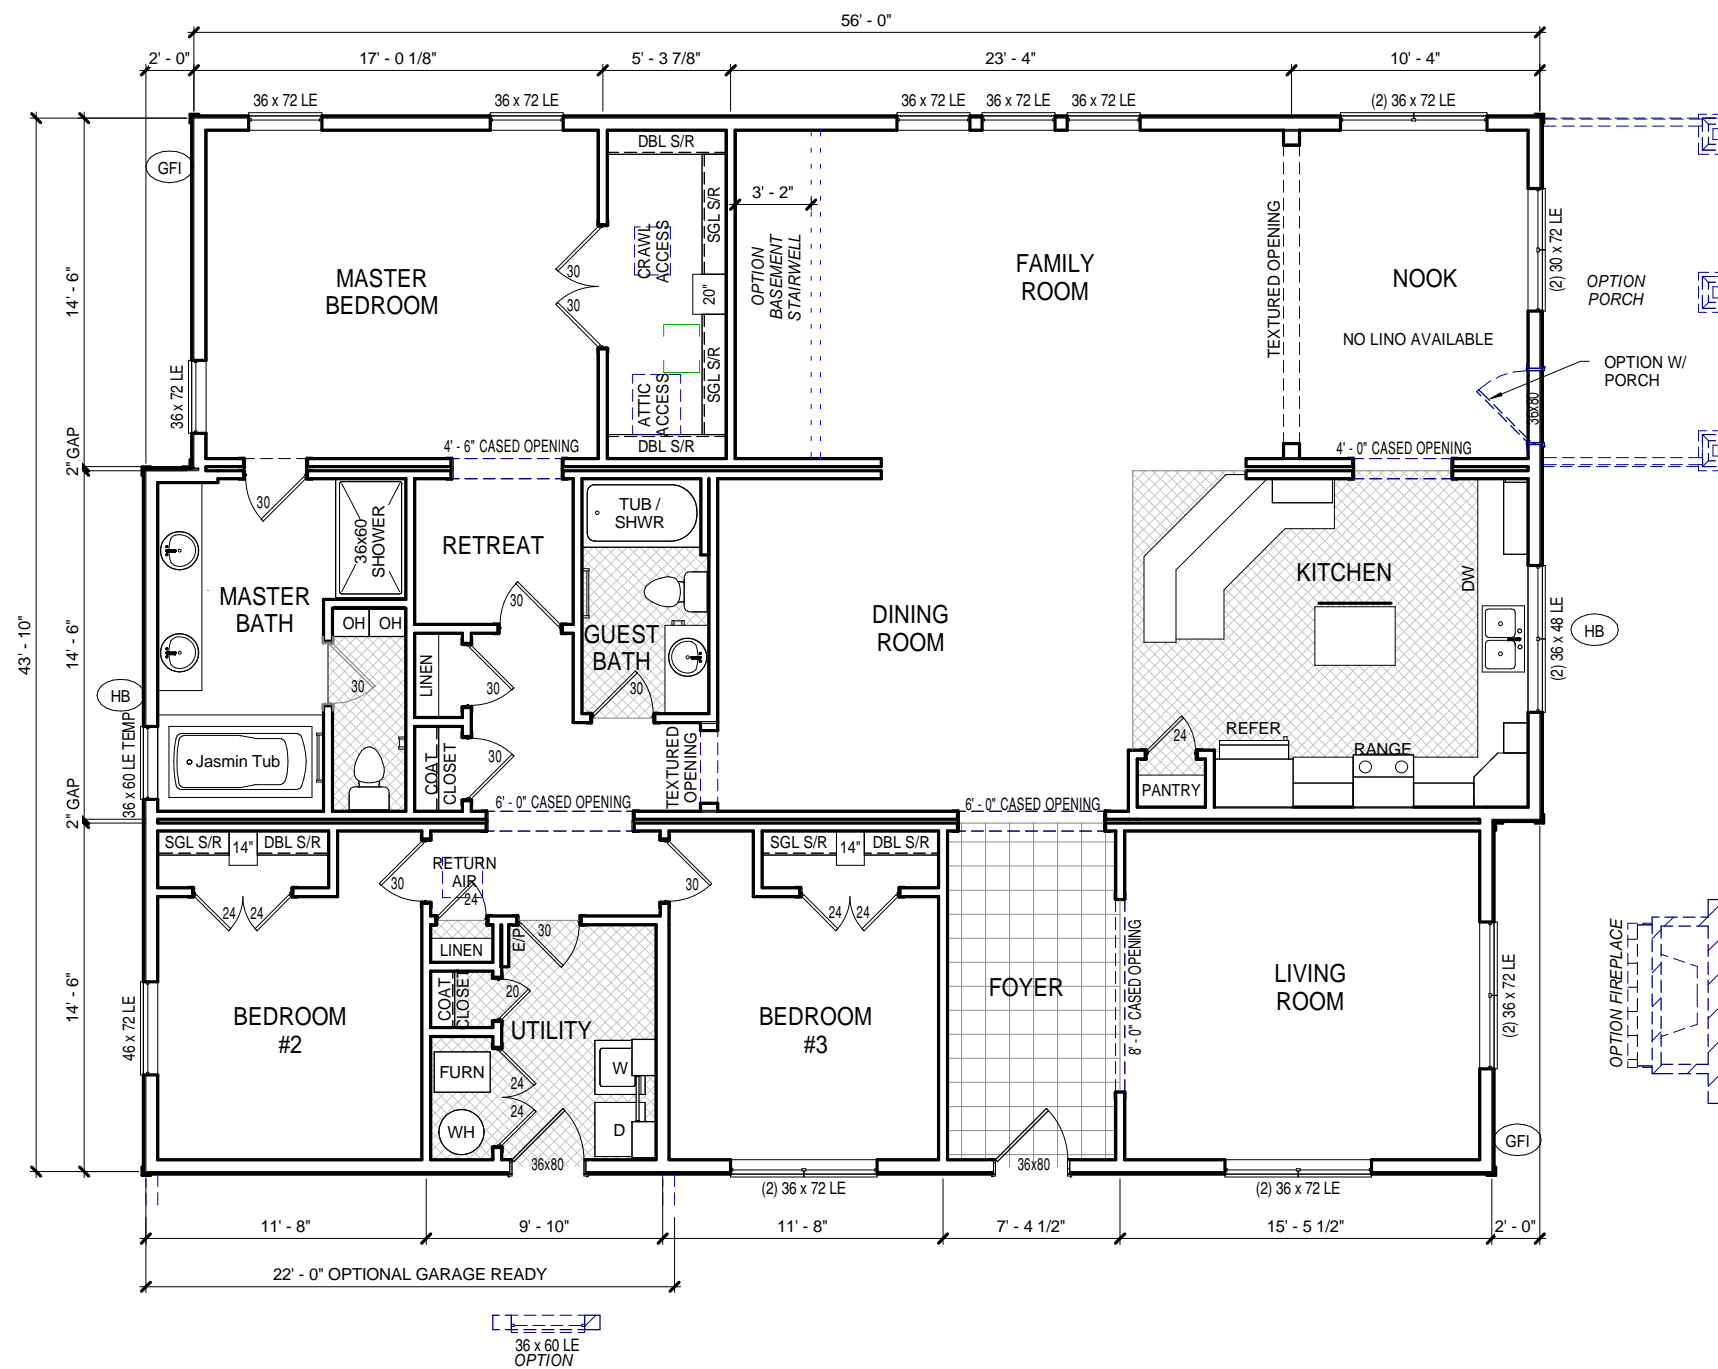 56' - 0"
2' - 0"
17' - 0 1/8"
5' - 3 7/8"
23' - 4"
10' - 4"
36 x 72 LE
36 x 72 LE
36 x 72 LE
36 x 72 LE
36 x 72 LE
(2) 36 x 72 LE
GFI
DBL S/R
SGL S/R
3' - 2"
CRAWL
ACCESS
OPTION
BASEMENT
STAIRWELL
TEXTURED OPENING
(2) 30 x 72 LE
MASTER
BEDROOM
FAMILY
ROOM
NOOK
OPTION
PORCH
30
30
20"
14' - 6"
NO LINO AVAILABLE
OPTION W/
PORCH
36 x 72 LE
ATTIC
ACCESS
SGL S/R
36x80
DBL S/R
4' - 6" CASED OPENING
4' - 0" CASED OPENING
2" GAP
30
36x60
SHOWER
TUB /
SHWR
RETREAT
KITCHEN
DW
MASTER
BATH
30
DINING
ROOM
OH
OH
GUEST
BATH
(2) 36 x 48 LE
HB
43' - 10"
14' - 6"
LINEN
30
30
30
HB
36 x 60 LE TEMP
Jasmin Tub
COAT
CLOSET
30
TEXTURED
OPENING
REFER
24
RANGE
PANTRY
6' - 0" CASED OPENING
6' - 0" CASED OPENING
2" GAP
SGL S/R
14"
DBL S/R
RETURN
AIR
SGL S/R
14"
DBL S/R
30
24
30
24
24
24
24
LINEN
E/P
30
8' - 0" CASED OPENING
OPTION FIREPLACE
14' - 6"
COAT
CLOSET
20
UTILITY
FOYER
LIVING
ROOM
BEDROOM
#2
BEDROOM
#3
46 x 72 LE
(2) 36 x 72 LE
FURN
24
24
W
WH
D
GFI
36x80
36x80
(2) 36 x 72 LE
(2) 36 x 72 LE
11' - 8"
9' - 10"
11' - 8"
7' - 4 1/2"
15' - 5 1/2"
2' - 0"
22' - 0" OPTIONAL GARAGE READY
36 x 60 LE
OPTION